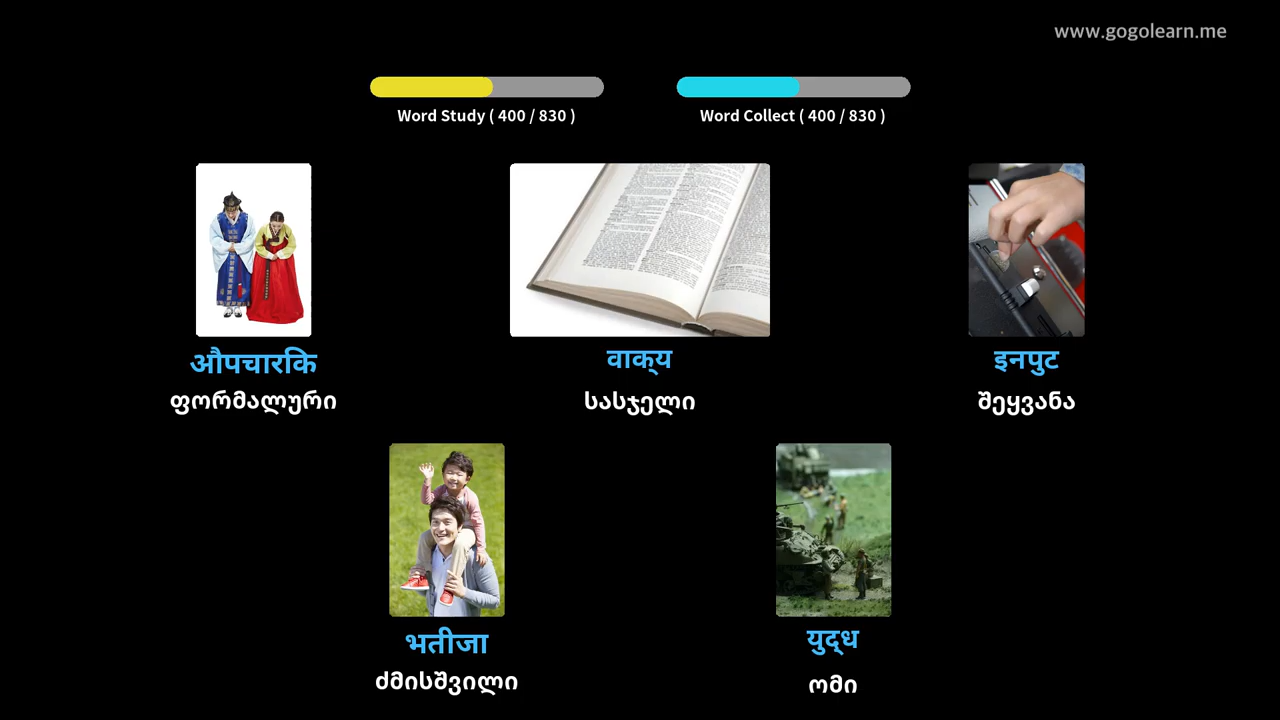 www.gogolearn.me
Word Study ( 400 / 830 )
Word Collect ( 400 / 830 )
औपचारकि
ფორმალური
वाक्‌य
სასჯელი
इनपुट
შეყვანა
भतीजा
ძმისშვილი
युद्‌ध
ომი